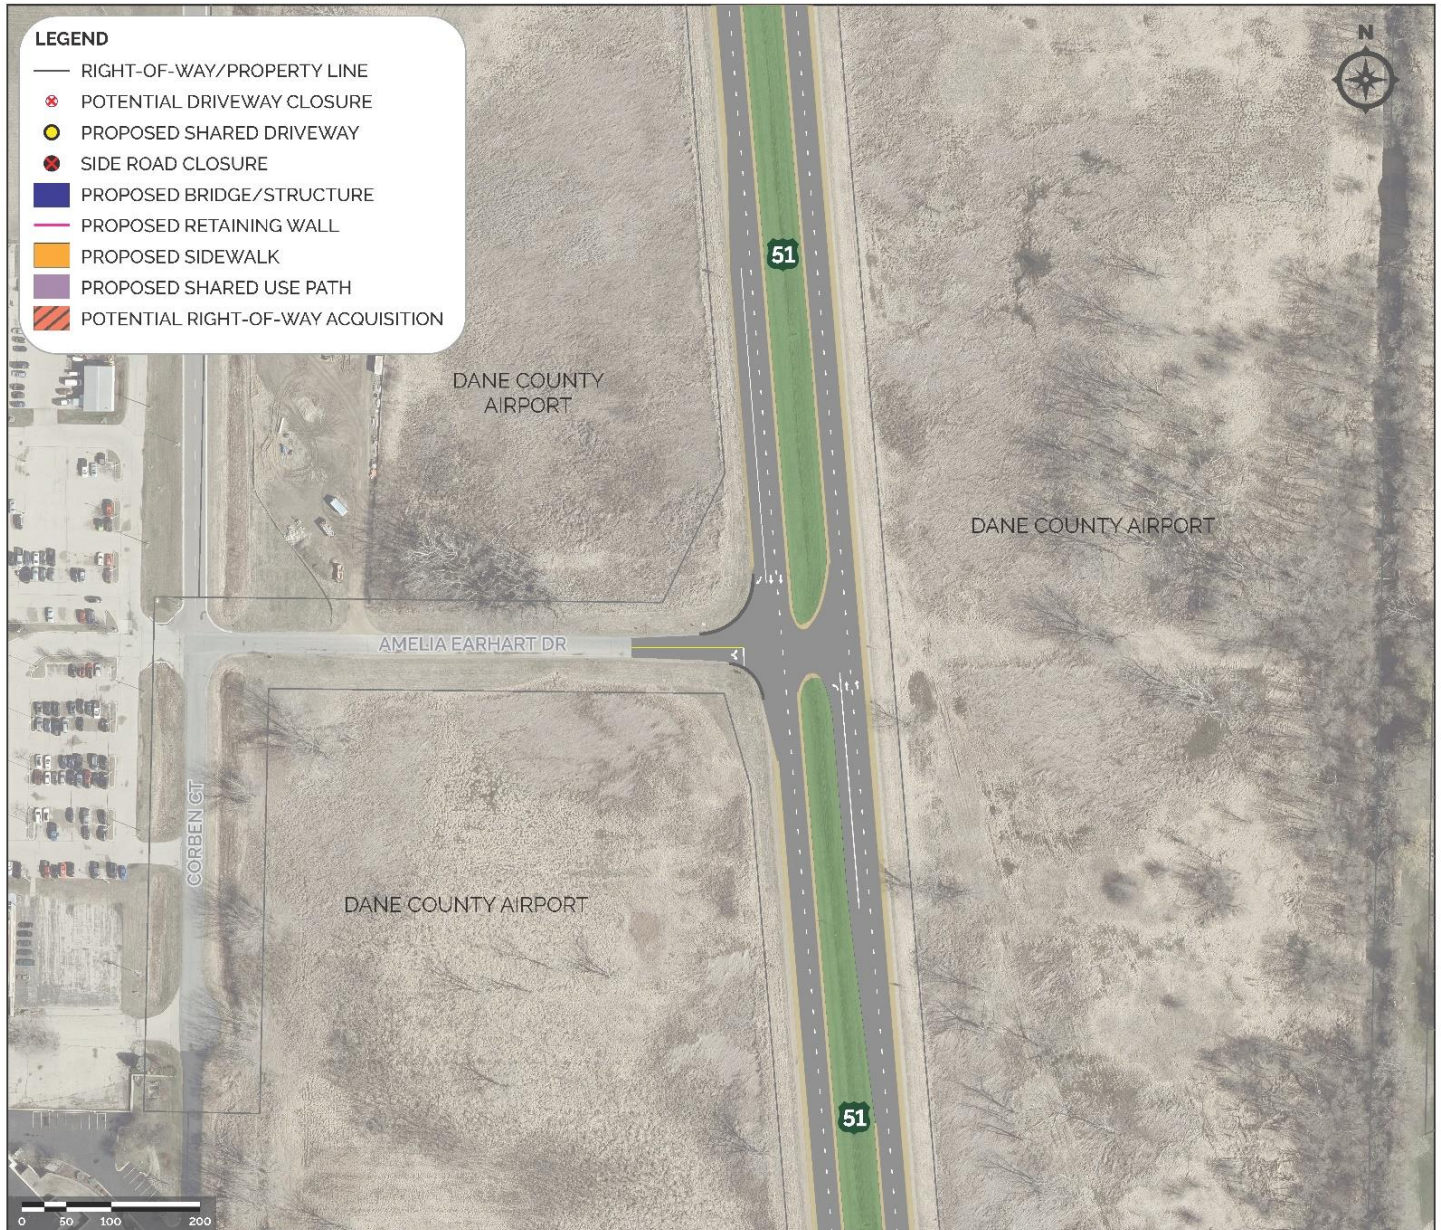 LEGEND
RIGHT-OF-WAY/PROPERTY LINE
POTENTIAL DRIVEWAY CLOSURE
PROPOSED SHARED DRIVEWAY
SIDE ROAD CLOSURE
PROPOSED BRIDGE/STRUCTURE
PROPOSED RETAINING WALL
PROPOSED SIDEWALK
PROPOSED SHARED USE PATH
POTENTIAL RIGHT-OF-WAY ACQUISITION
N
51
DANE COUNTY
AIRPORT
DANE COUNTY AIRPORT
AMELIA EARHART DR
CORBEN CT
DANE COUNTY AIRPORT
51
0 50 100 200